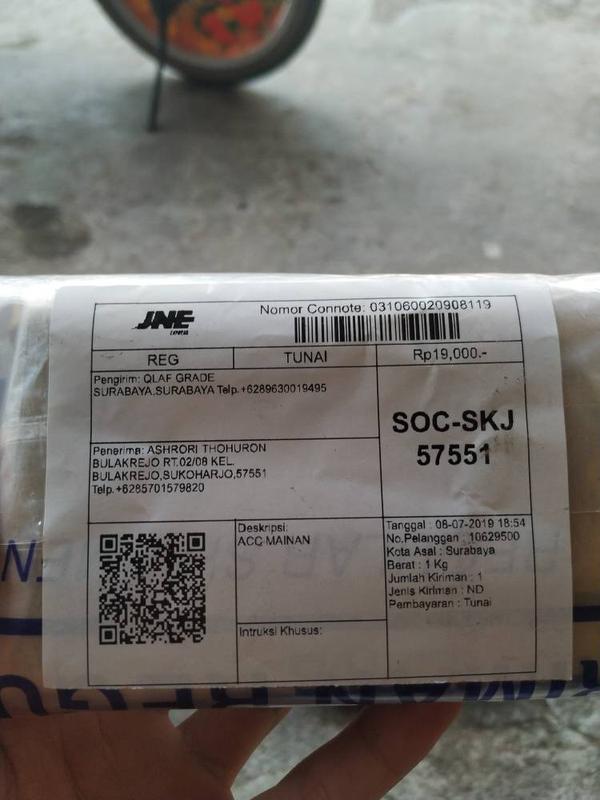 JNE
EXPRESS
Nomor Connote: 031060020908119
REG
TUNAI
Rp19,000.-
Pengirim: QLAF GRADE
SURABAYA,SURABAYA Telp.+6289630019495
SOC-SKJ
57551
Penerima: ASHRORI THOHURON
BULAKREJO RT.02/08 KEL.
BULAKREJO,SUKOHARJO,57551
Telp.+6285701579820
Deskripsi:
ACC MAINAN
Intruksi Khusus:
Tanggal : 08-07-2019 18:54
No.Pelanggan : 10629500
Kota Asal : Surabaya
Berat : 1 Kg
Jumlah Kiriman : 1
Jenis Kiriman : ND
Pembayaran : Tunai